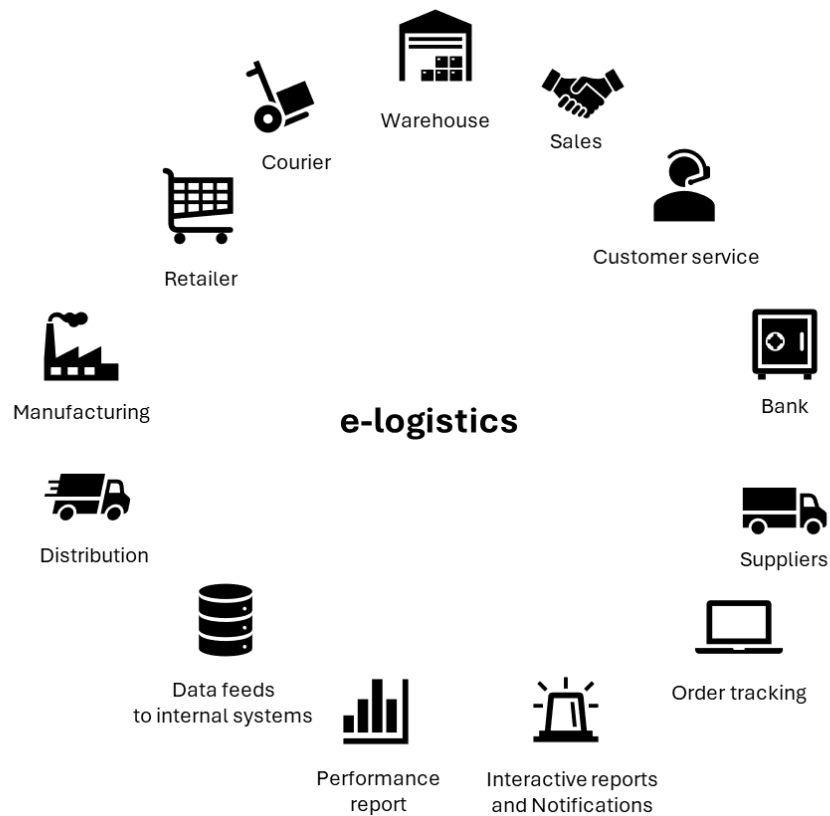 Warehouse
Sales
Courier
Customer service
Retailer
Bank
Manufacturing
e-logistics
Distribution
Suppliers
Data feeds
to internal systems
Order tracking
Performance
report
Interactive reports
and Notifications